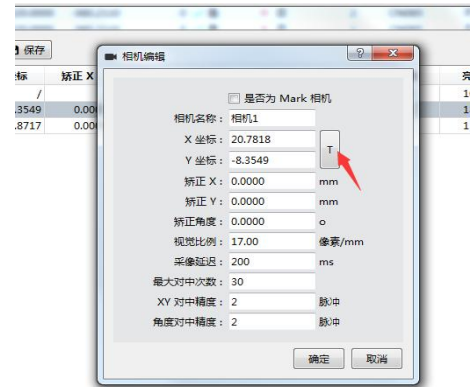 保存
相机编辑
标 矫正 X
/
.3549 0.000
.8717 0.000
是否为 Mark 相机
相机名称： 相机1
X 坐标： 20.7818
T
Y 坐标： -8.3549
矫正 X： 0.0000 mm
矫正 Y： 0.0000 mm
矫正角度： 0.0000 o
视觉比例： 17.00 像素/mm
采像延迟： 200 ms
最大对中次数： 30
XY 对中精度： 2 脉冲
角度对中精度： 2 脉冲
确定 取消